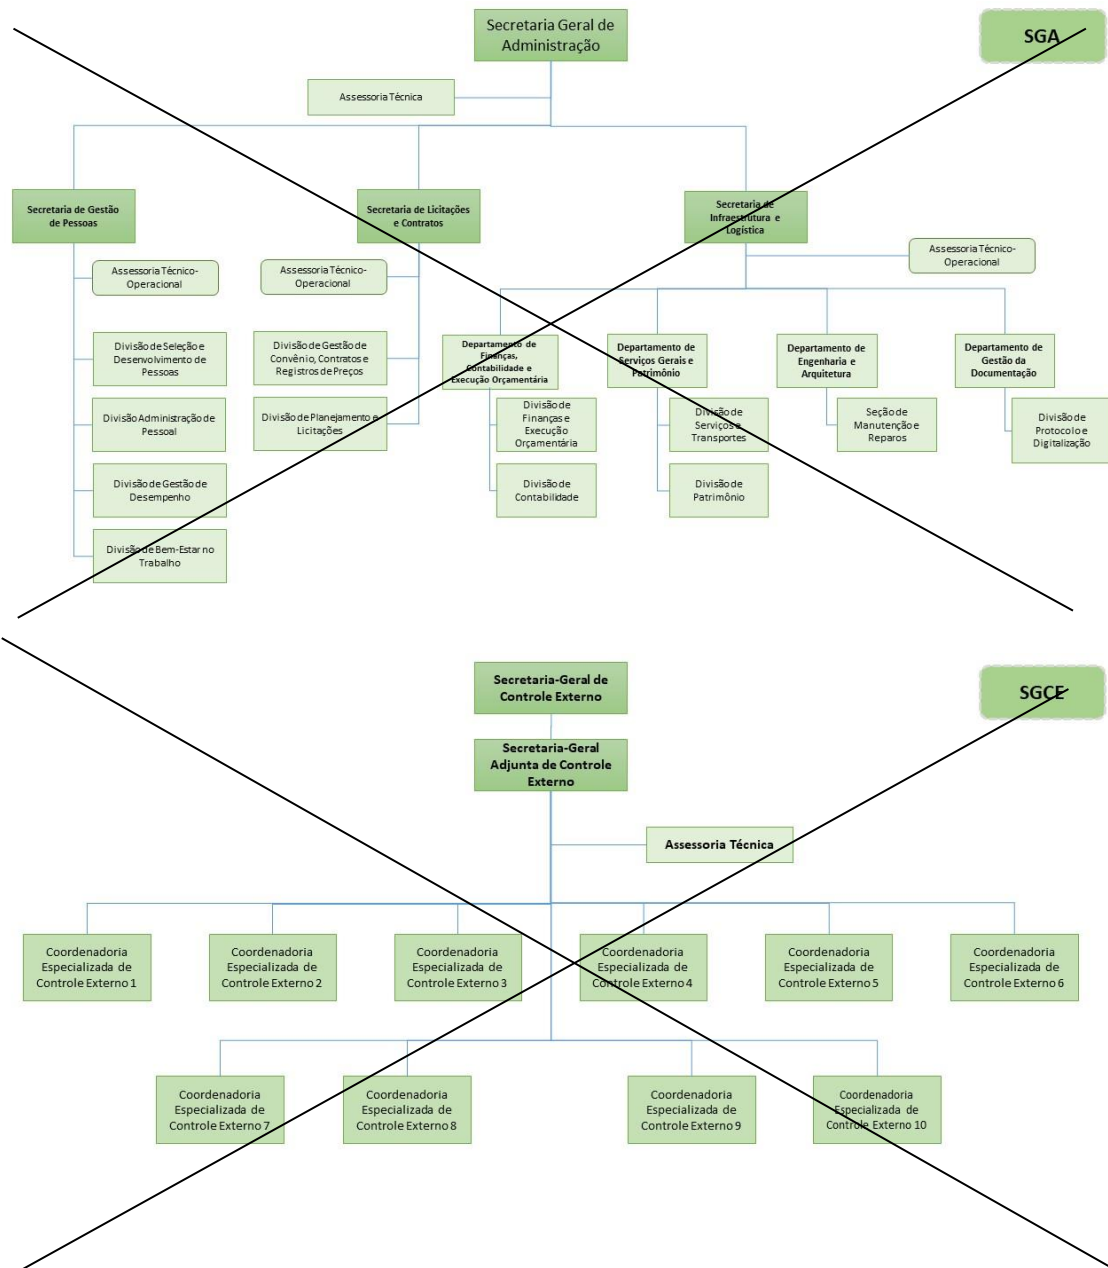 Secretaria Geral de
Administração
SGA
Assessoria Técnica
Secretaria de Gestão
de Pessoas
Secretaria de Licitações
e Contratos
Secretaria de
Infraestrutura e
Logística
Assessoria Técnico-
Operacional
Assessoria Técnico-
Operacional
Assessoria Técnico-
Operacional
Divisão de Seleção e
Desenvolvimento de
Pessoas
Divisão de Gestão de
Convênio, Contratos e
Registros de Preços
Departamento de
Finanças,
Contabilidade e
Execução Orçamentária
Departamento de
Serviços Gerais e
Patrimônio
Departamento de
Engenharia e
Arquitetura
Departamento de
Gestão da
Documentação
Divisão Administração de
Pessoal
Divisão de Planejamento e
Licitações
Divisão de
Finanças e
Execução
Orçamentária
Divisão de
Serviços e
Transportes
Seção de
Manutenção e
Reparos
Divisão de
Protocolo e
Digitalização
Divisão de Gestão de
Desempenho
Divisão de
Contabilidade
Divisão de
Patrimônio
Divisão de Bem-Estar no
Trabalho
Secretaria-Geral de
Controle Externo
SGCE
Secretaria-Geral
Adjunta de Controle
Externo
Assessoria Técnica
Coordenadoria
Especializada de
Controle Externo 1
Coordenadoria
Especializada de
Controle Externo 2
Coordenadoria
Especializada de
Controle Externo 3
Coordenadoria
Especializada de
Controle Externo 4
Coordenadoria
Especializada de
Controle Externo 5
Coordenadoria
Especializada de
Controle Externo 6
Coordenadoria
Especializada de
Controle Externo 7
Coordenadoria
Especializada de
Controle Externo 8
Coordenadoria
Especializada de
Controle Externo 9
Coordenadoria
Especializada de
Controle Externo 10